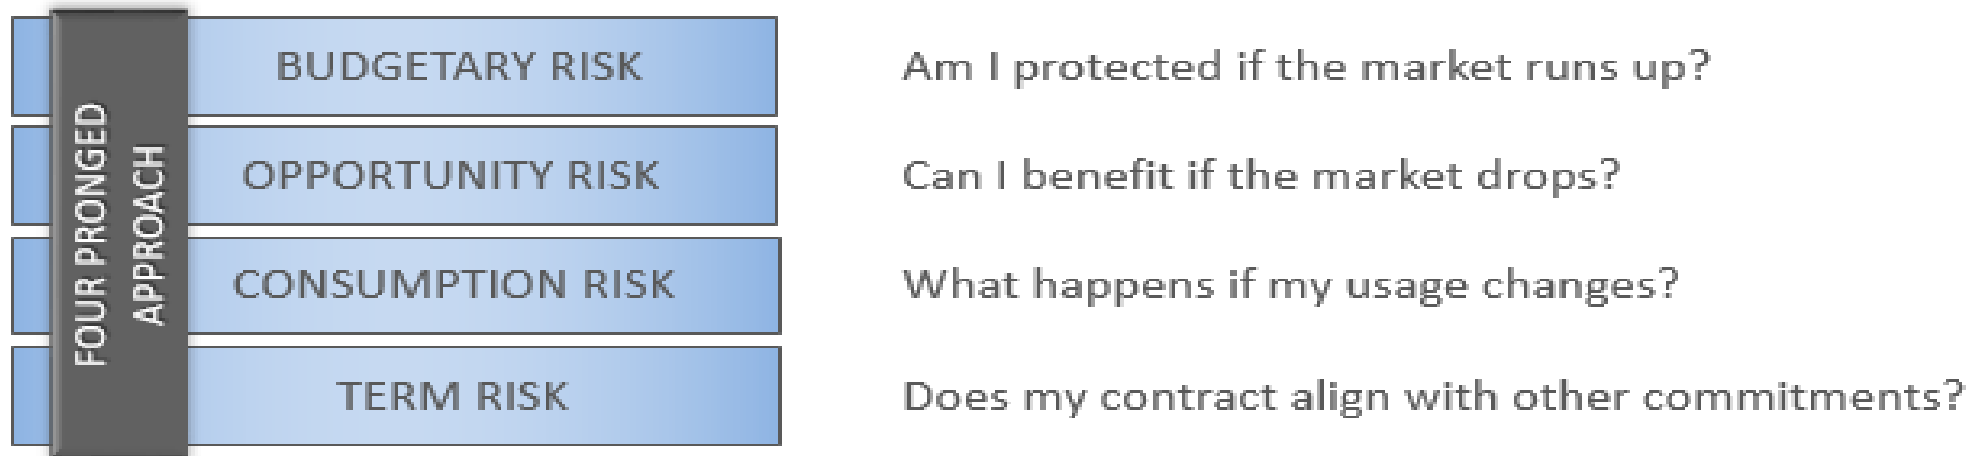 FOUR PRONGED
APPROACH
BUDGETARY RISK
Am I protected if the market runs up?
OPPORTUNITY RISK
Can I benefit if the market drops?
CONSUMPTION RISK
What happens if my usage changes?
TERM RISK
Does my contract align with other commitments?